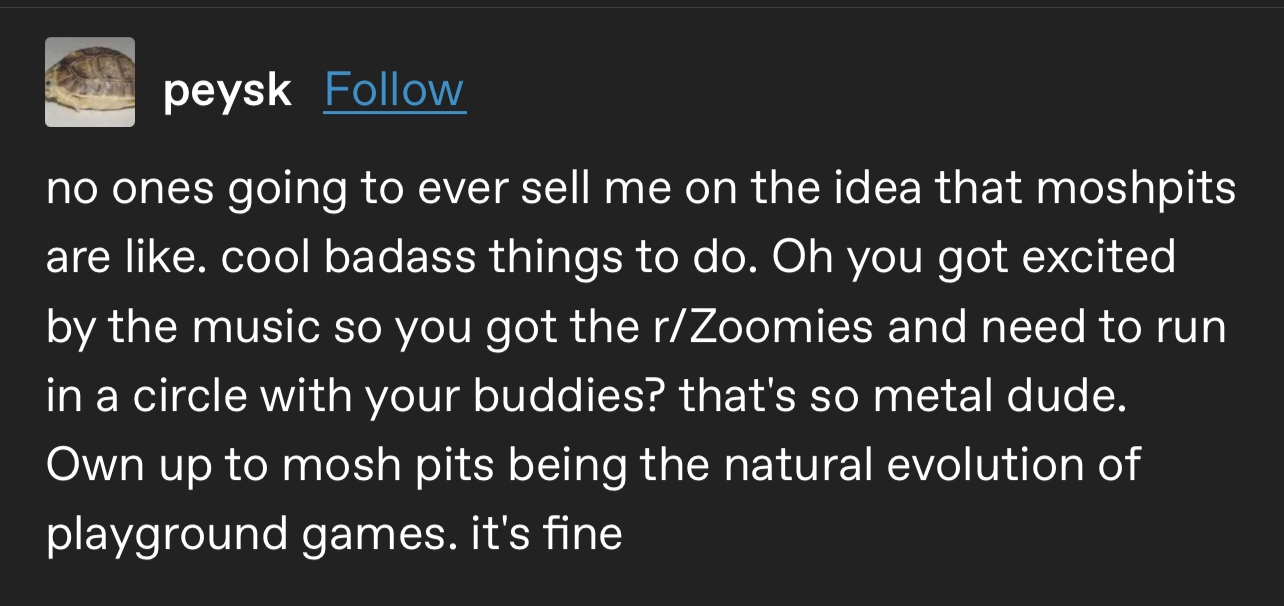 peysk Follow
no ones going to ever sell me on the idea that moshpits
are like. cool badass things to do. Oh you got excited
by the music so you got the r/Zoomies and need to run
in a circle with your buddies? that's so metal dude.
Own up to mosh pits being the natural evolution of
playground games. it's fine